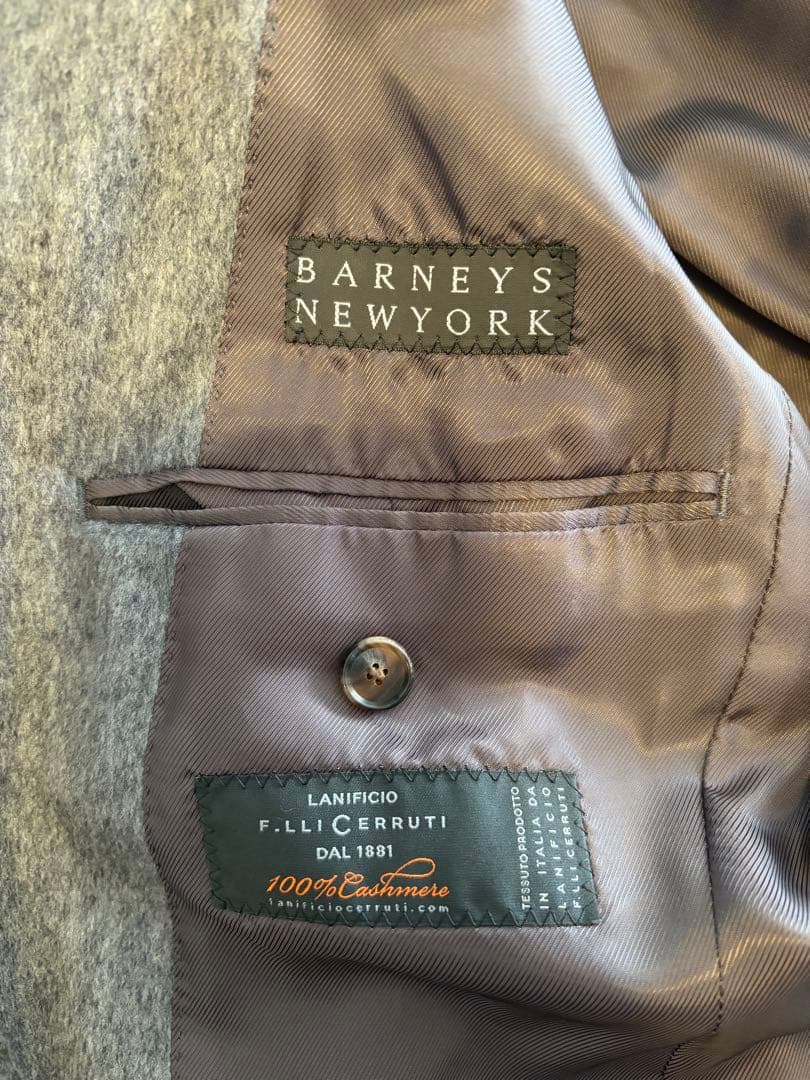 BARNEYS
NEWYORK
LANIFICIO
F.LLI CERRUTI
DAL 1881
100% Cashmere
lanificiocerruti.com
TESSUTO PRODOTTO
IN ITALIA DA
LANIFICIO
F.LLI CERRUTI